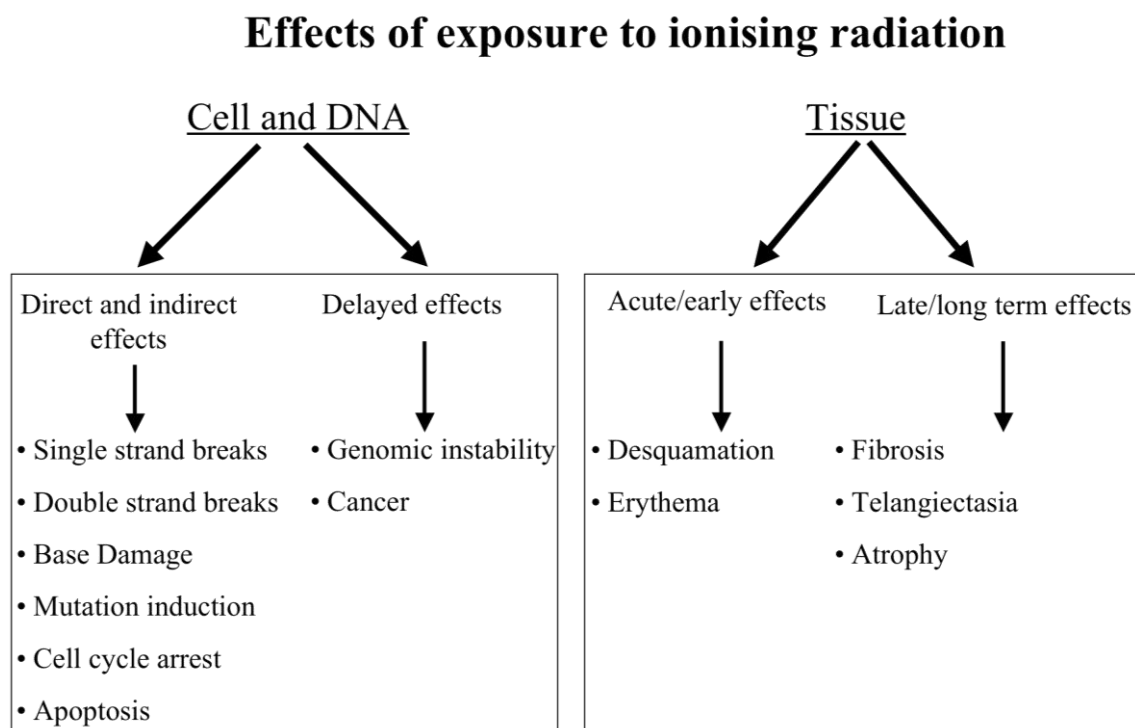 Effects of exposure to ionising radiation
Cell and DNA
Direct and indirect
effects
• Single strand breaks
• Double strand breaks
• Base Damage
• Mutation induction
• Cell cycle arrest
• Apoptosis
Delayed effects
• Genomic instability
• Cancer
Tissue
Acute/early effects
• Desquamation
• Erythema
Late/long term effects
• Fibrosis
• Telangiectasia
• Atrophy